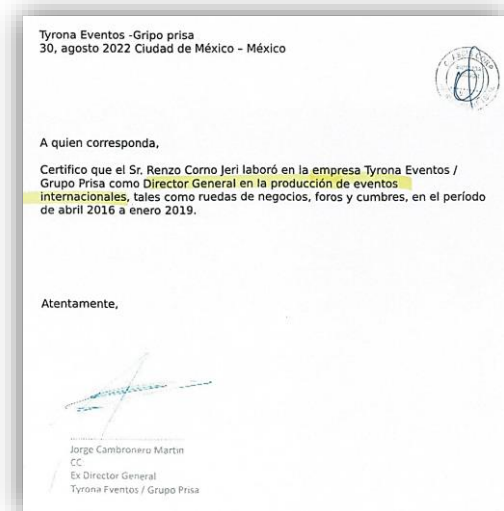 Tyrona Eventos -Gripo prisa
30, agosto 2022 Ciudad de México – México
A quien corresponda,
Certifico que el Sr. Renzo Corno Jeri laboró en la empresa Tyrona Eventos /
Grupo Prisa como Director General en la producción de eventos
internacionales, tales como ruedas de negocios, foros y cumbres, en el período
de abril 2016 a enero 2019.
Atentamente,
Jorge Cambronero Martin
CC
Ex Director General
Tyrona Eventos / Grupo Prisa